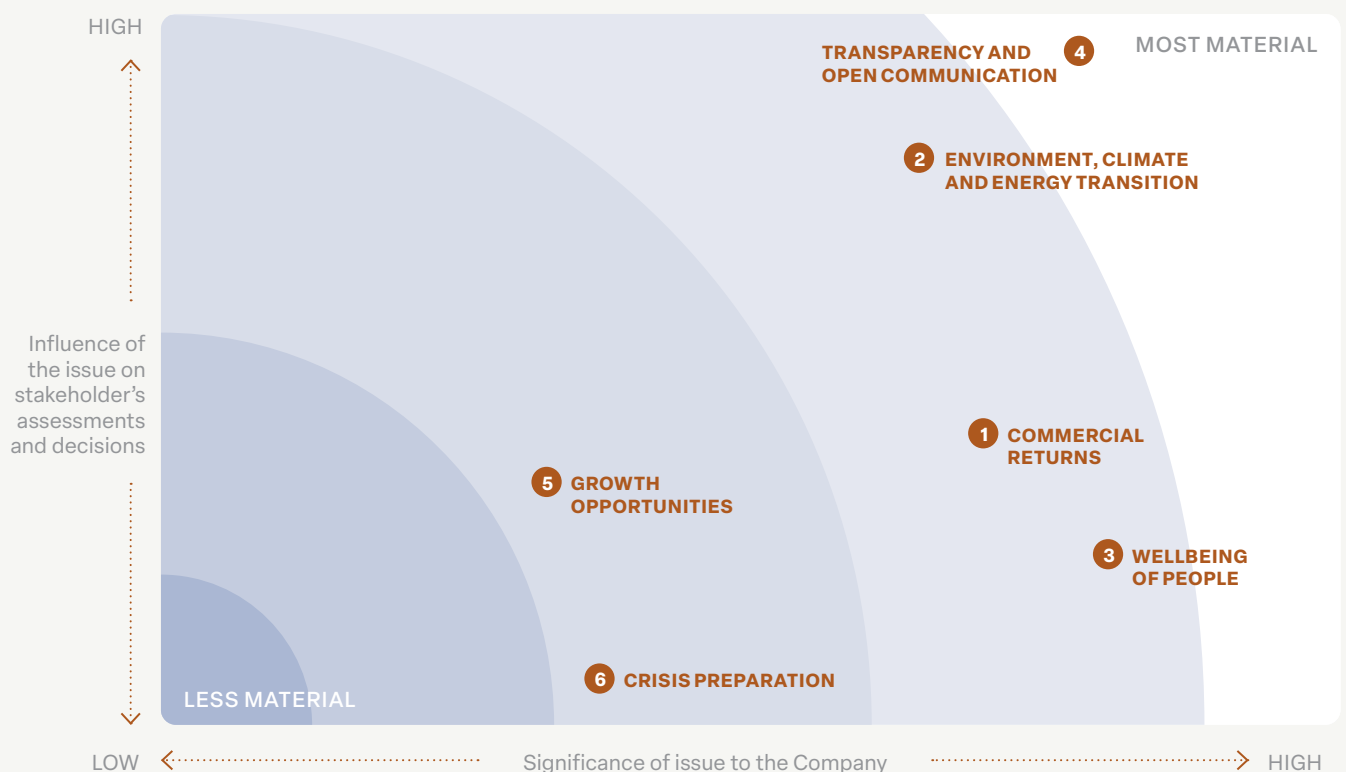 HIGH
MOST MATERIAL
TRANSPARENCY AND
OPEN COMMUNICATION
4
2
ENVIRONMENT, CLIMATE
AND ENERGY TRANSITION
Influence of
the issue on
stakeholder’s
assessments
and decisions
1
COMMERCIAL
RETURNS
5
GROWTH
OPPORTUNITIES
3
WELLBEING
OF PEOPLE
6
CRISIS PREPARATION
LESS MATERIAL
LOW
Significance of issue to the Company
HIGH